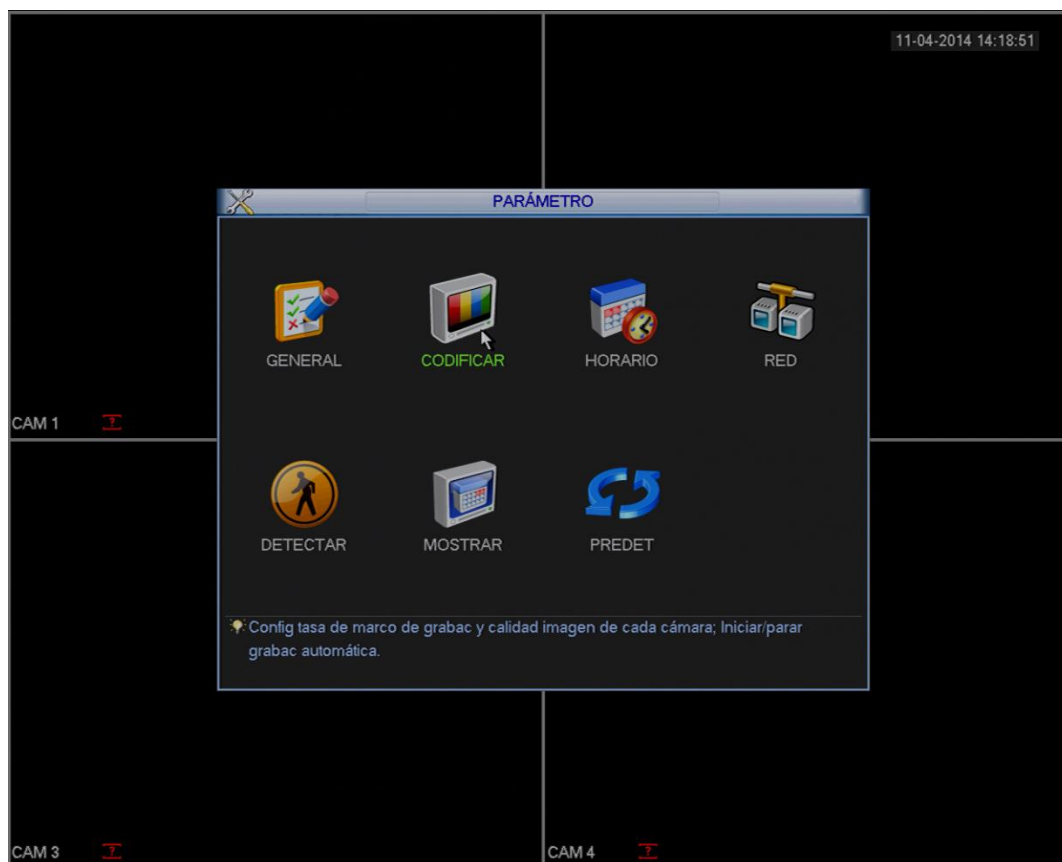 11-04-2014 14:18:51
PARÁMETRO
GENERAL
CODIFICAR
HORARIO
RED
CAM 1
?
DETECTAR
MOSTRAR
PREDET
Config tasa de marco de grabac y calidad imagen de cada cámara; Iniciar/parar
grabac automática.
CAM 3
?
CAM 4
?